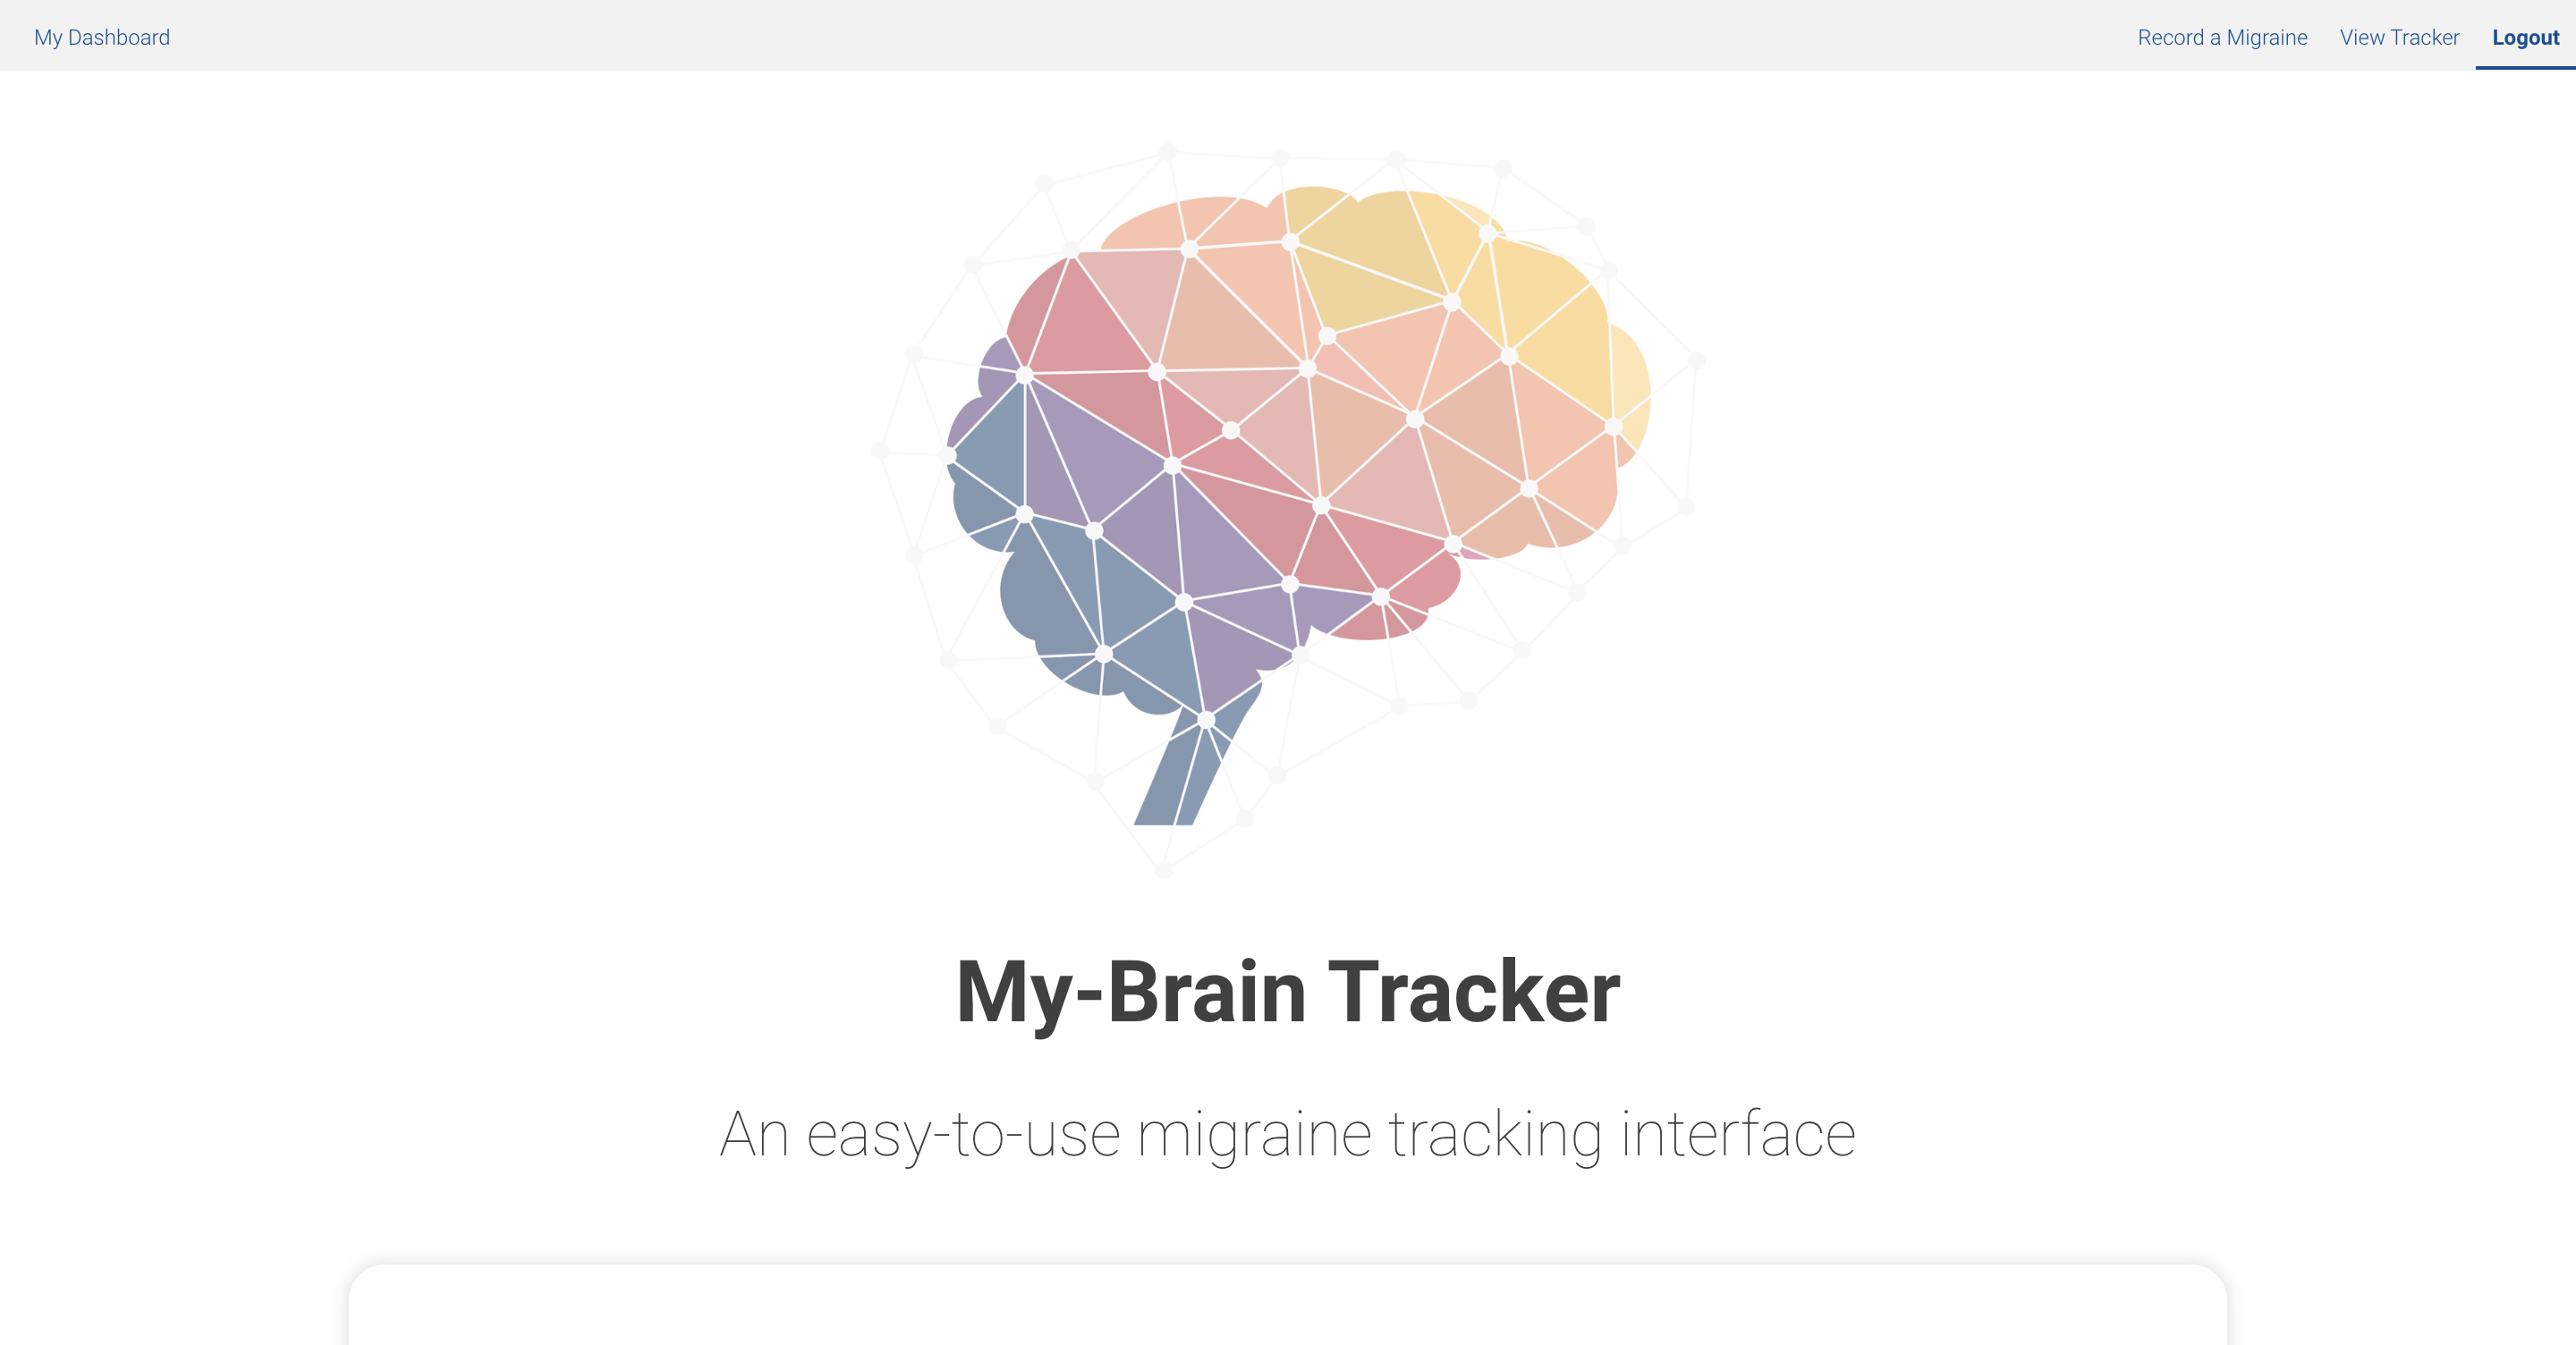 My Dashboard
Record a Migraine
View Tracker
Logout
My-Brain Tracker
An easy-to-use migraine tracking interface